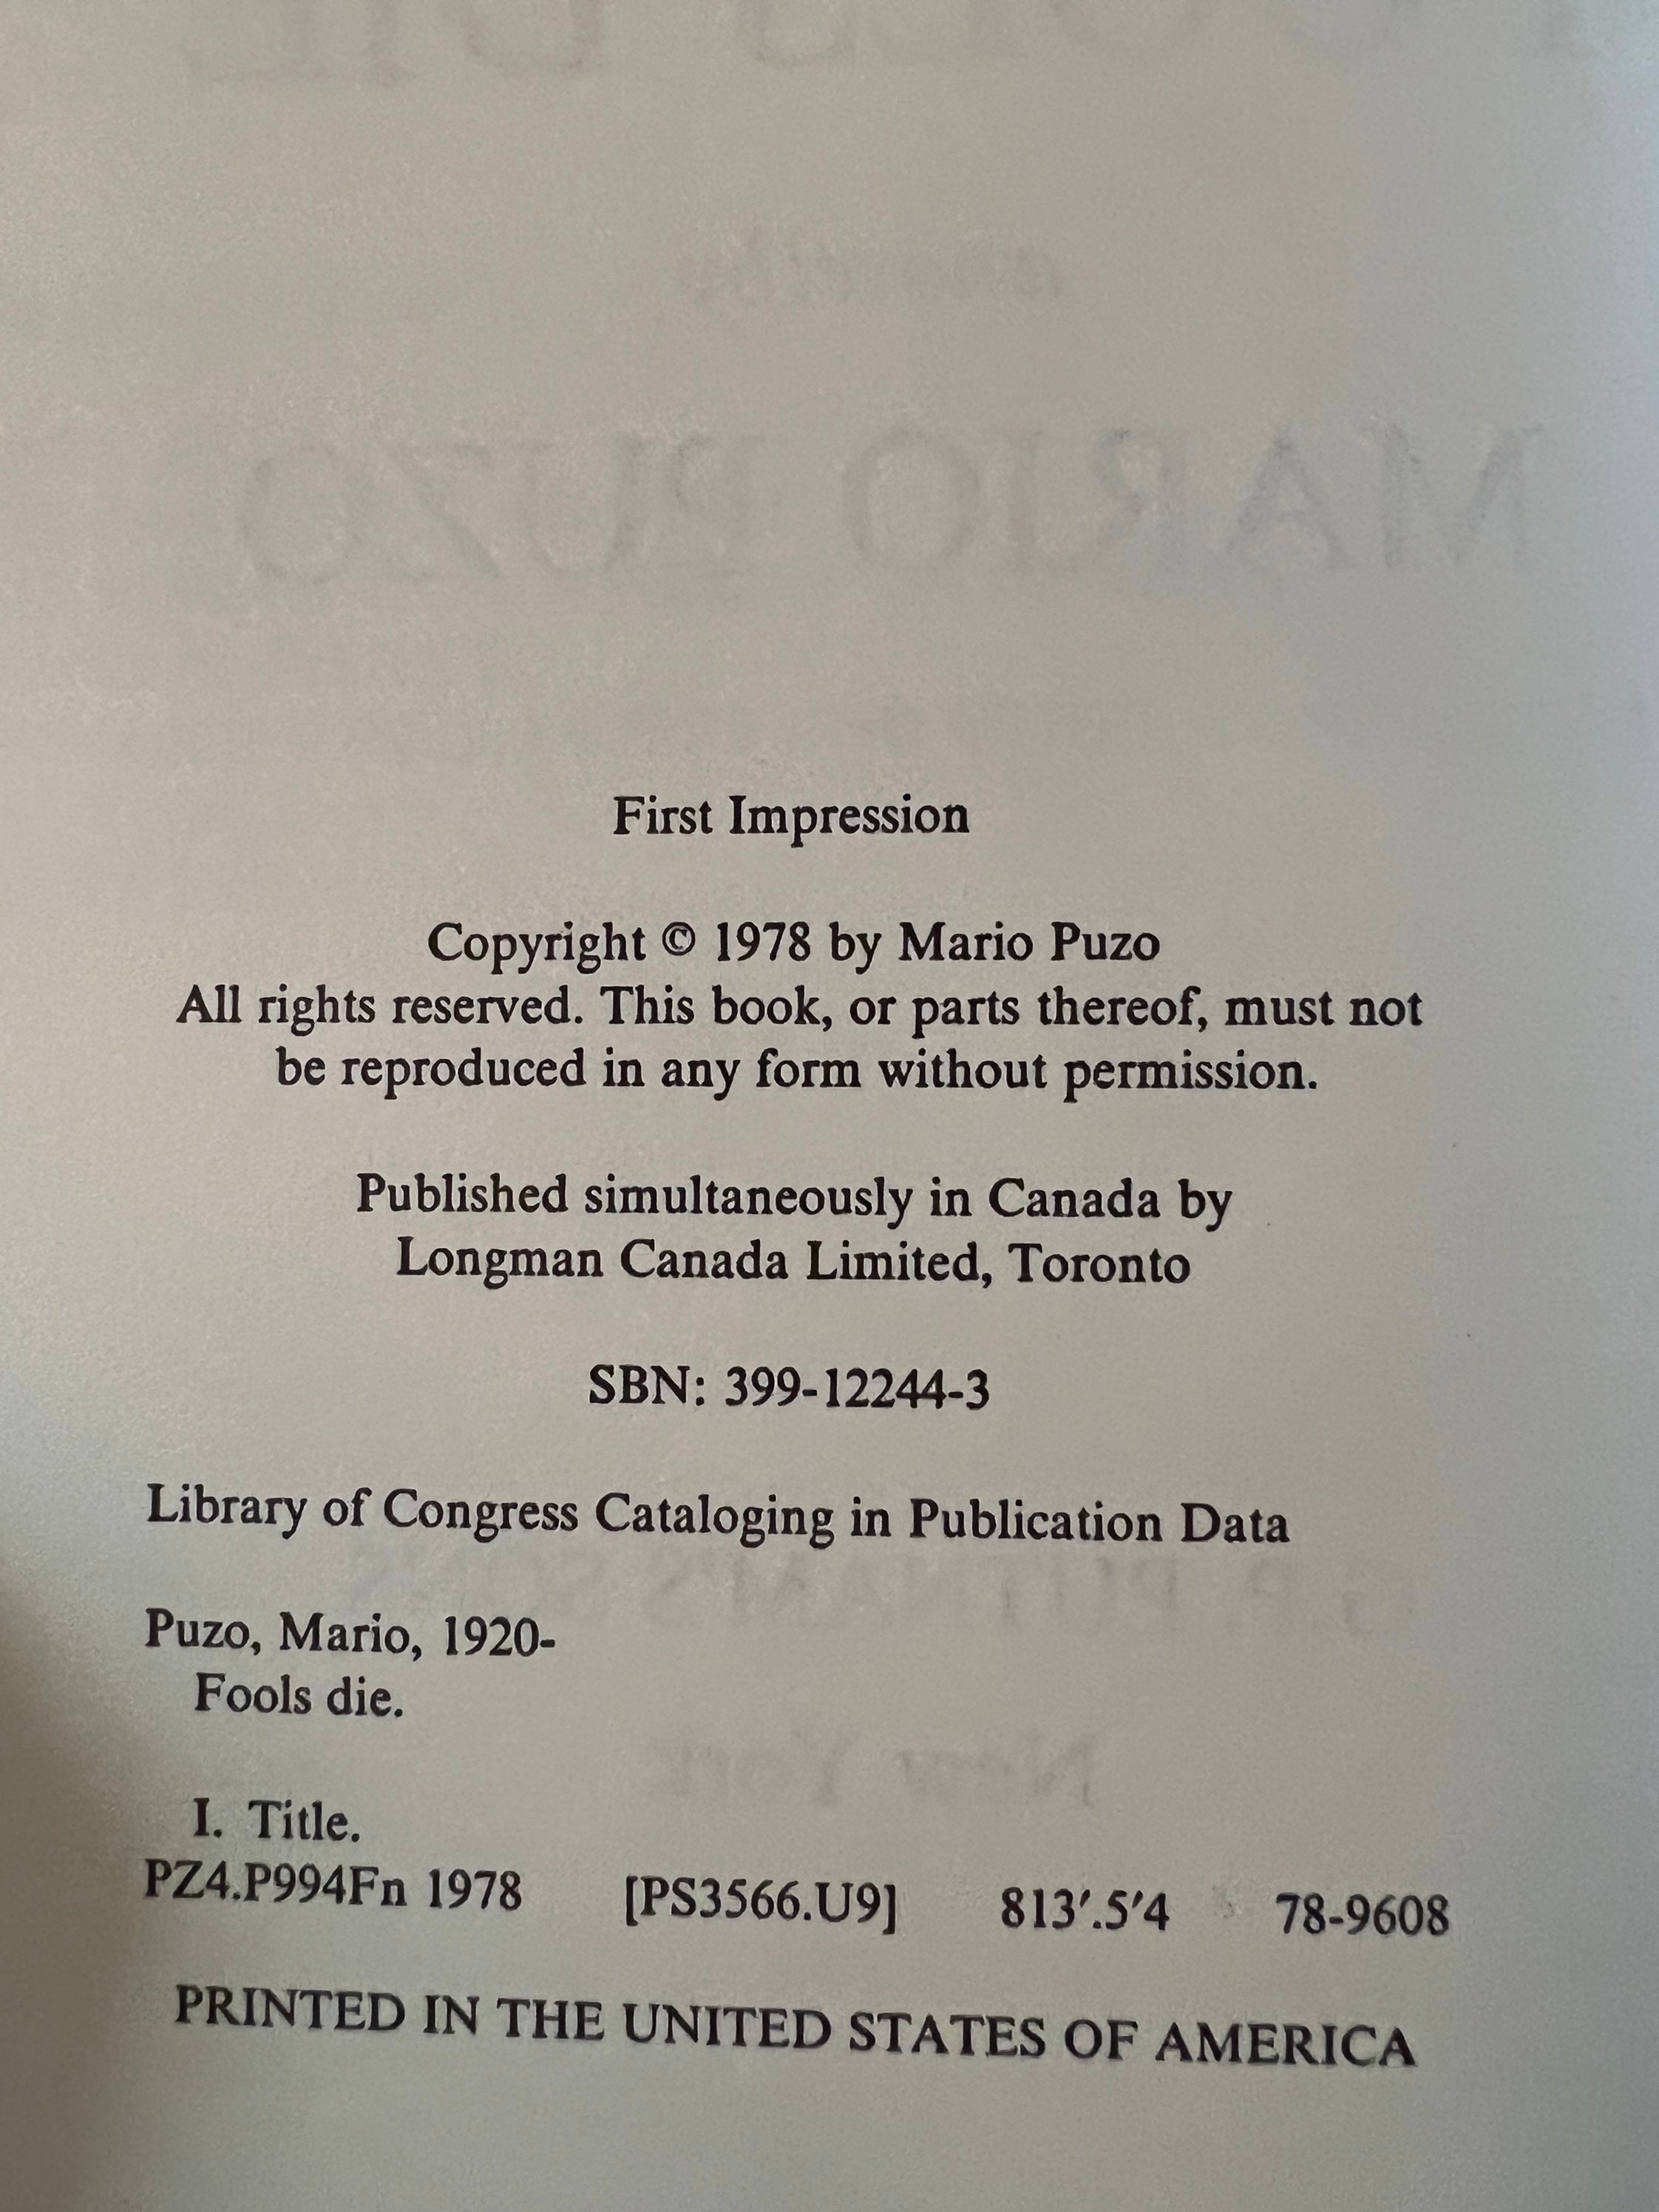 First Impression
Copyright © 1978 by Mario Puzo
All rights reserved. This book, or parts thereof, must not
be reproduced in any form without permission.
Published simultaneously in Canada by
Longman Canada Limited, Toronto
SBN: 399-12244-3
Library of Congress Cataloging in Publication Data
Puzo, Mario, 1920-
Fools die.
I. Title.
PZ4.P994Fn 1978 [PS3566.U9] 813'.5'4 78-9608
PRINTED IN THE UNITED STATES OF AMERICA